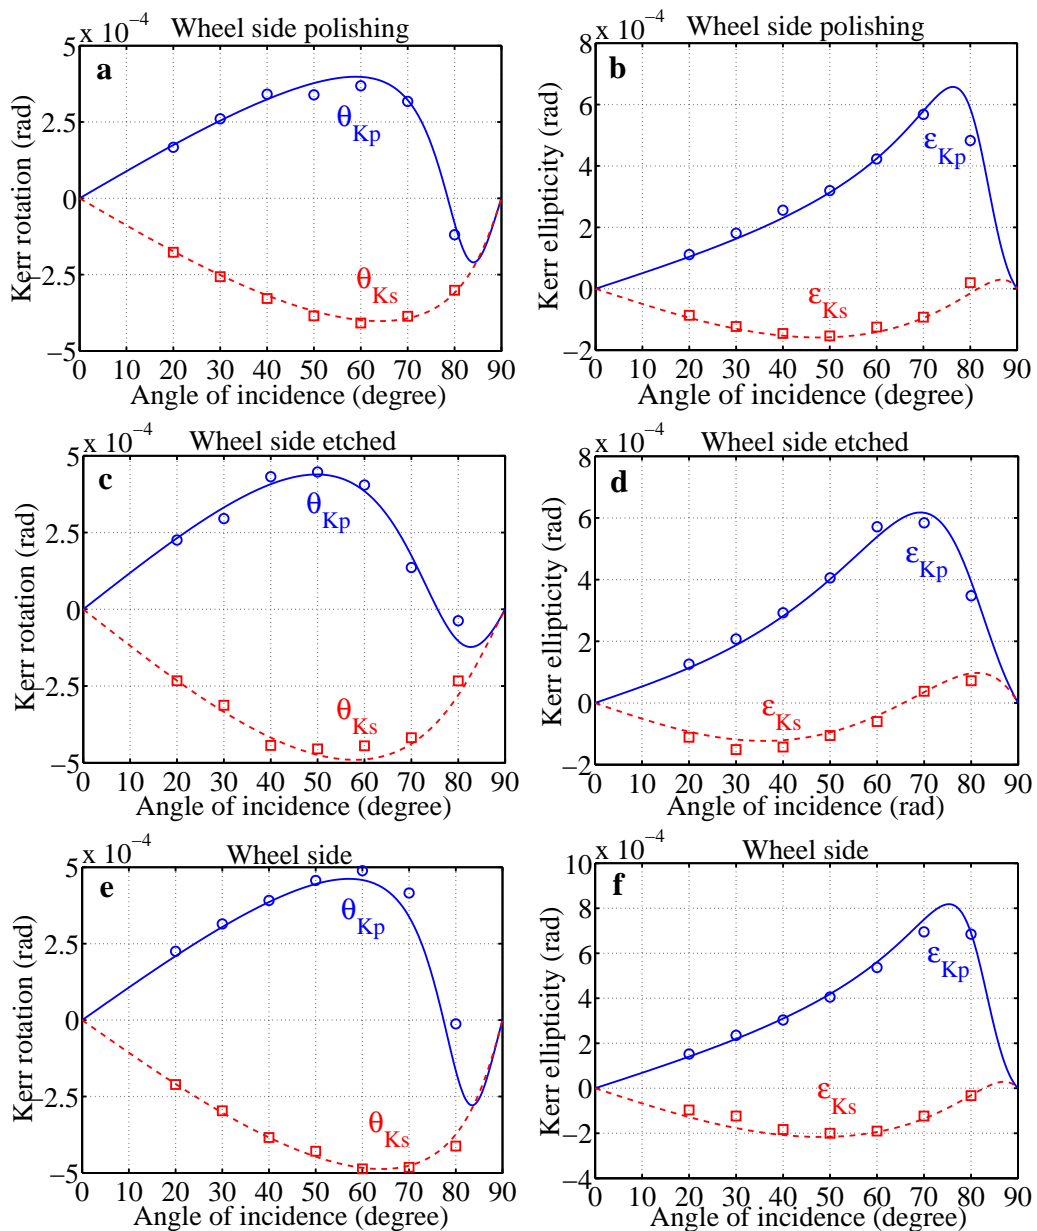 x 10⁻⁴ Wheel side polishing
a
5
2.5
0
−2.5
−5
Kerr rotation (rad)
θKp
θKs
0 10 20 30 40 50 60 70 80 90
Angle of incidence (degree)
x 10⁻⁴ Wheel side polishing
b
8
6
4
2
0
−2
Kerr ellipticity (rad)
εKp
εKs
0 10 20 30 40 50 60 70 80 90
Angle of incidence (degree)
x 10⁻⁴ Wheel side etched
c
5
2.5
0
−2.5
−5
Kerr rotation (rad)
θKp
θKs
0 10 20 30 40 50 60 70 80 90
Angle of incidence (degree)
x 10⁻⁴ Wheel side etched
d
8
6
4
2
0
−2
Kerr ellipticity (rad)
εKp
εKs
0 10 20 30 40 50 60 70 80 90
Angle of incidence (rad)
x 10⁻⁴ Wheel side
e
5
2.5
0
−2.5
−5
Kerr rotation (rad)
θKp
θKs
0 10 20 30 40 50 60 70 80 90
Angle of incidence (degree)
x 10⁻⁴ Wheel side
f
10
8
6
4
2
0
−2
−4
Kerr ellipticity (rad)
εKp
εKs
0 10 20 30 40 50 60 70 80 90
Angle of incidence (degree)